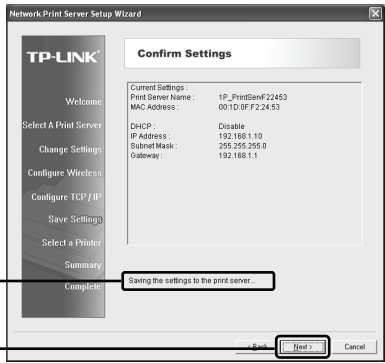 Network Print Server Setup Wizard
TP-LINK
Confirm Settings
Welcome
Select A Print Server
Change Settings
Configure Wireless
Configure TCP / IP
Save Settings
Select a Printer
Summary
Complete
Current Settings :
Print Server Name : 1P_PrintServF22453
MAC Address : 00:1D:0F:F2:24:53
DHCP : Disable
IP Address : 192.168.1.10
Subnet Mask : 255.255.255.0
Gateway : 192.168.1.1
Saving the settings to the print server...
< Back Next > Cancel